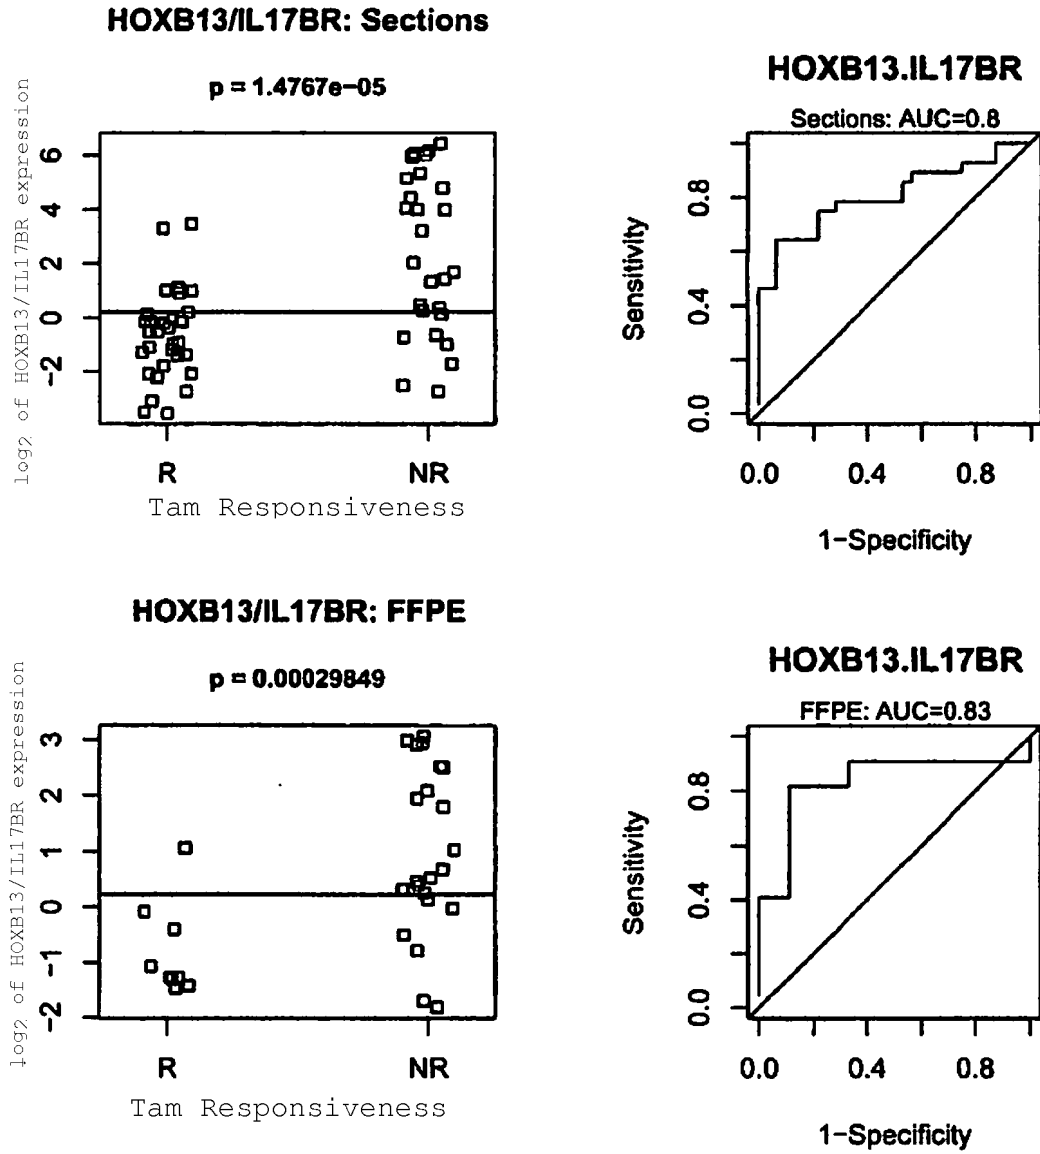 HOXB13/IL17BR: Sections
p = 1.4767e-05
log2 of HOXB13/IL17BR expression
6
4
2
0
-2
R
NR
Tam Responsiveness
HOXB13.IL17BR
Sections: AUC=0.8
Sensitivity
0.8
0.4
0.0
0.0
0.4
0.8
1-Specificity
HOXB13/IL17BR: FFPE
p = 0.00029849
log2 of HOXB13/IL17BR expression
3
2
1
0
-1
-2
R
NR
Tam Responsiveness
HOXB13.IL17BR
FFPE: AUC=0.83
Sensitivity
0.8
0.4
0.0
0.0
0.4
0.8
1-Specificity